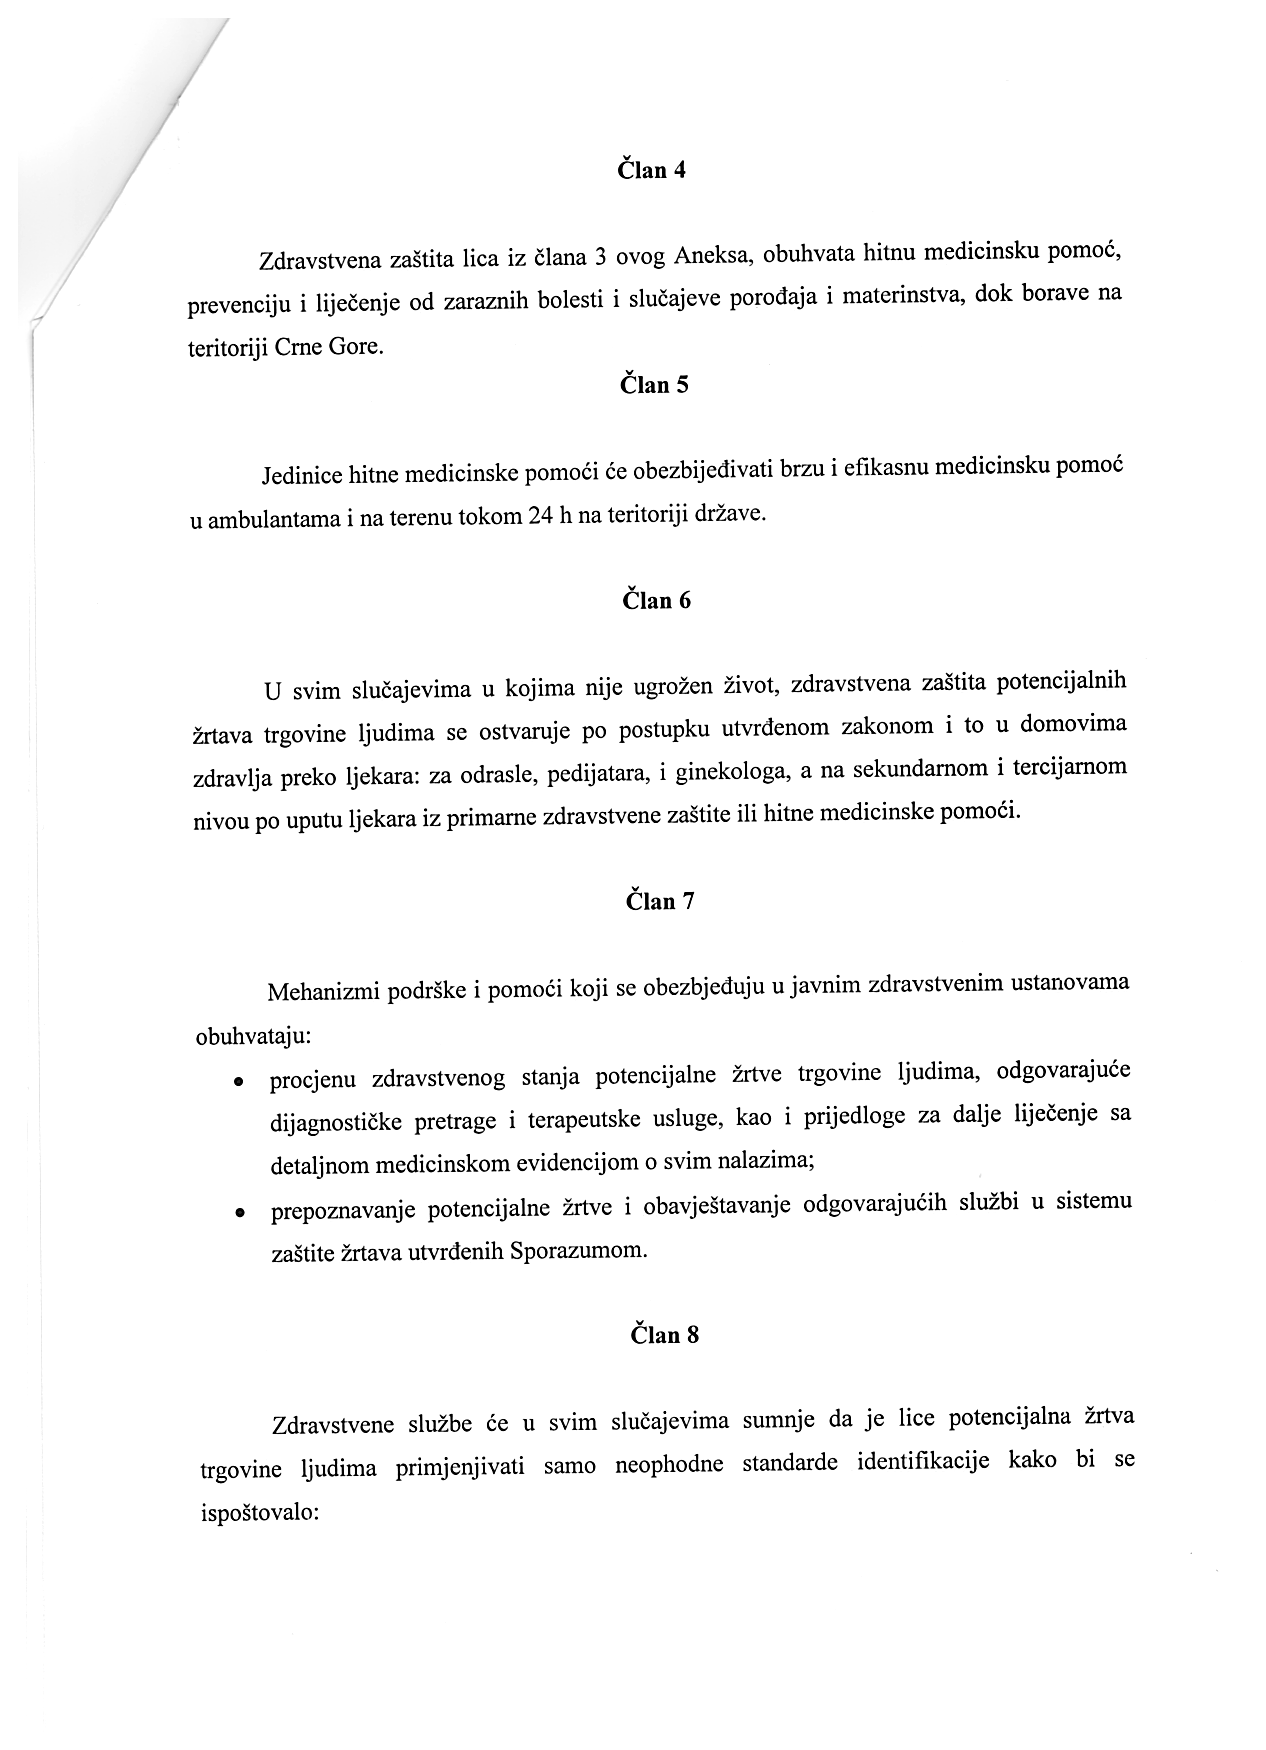 Član 4
Zdravstvena zaštita lica iz člana 3 ovog Aneksa, obuhvata hitnu medicinsku pomoć,
prevenciju i liječenje od zaraznih bolesti i slučajeve porođaja i materinstva, dok borave na
teritoriji Crne Gore.
Član 5
Jedinice hitne medicinske pomoći će obezbijeđivati brzu i efikasnu medicinsku pomoć
u ambulantama i na terenu tokom 24 h na teritoriji države.
Član 6
U svim slučajevima u kojima nije ugrožen život, zdravstvena zaštita potencijalnih
žrtava trgovine ljudima se ostvaruje po postupku utvrđenom zakonom i to u domovima
zdravlja preko ljekara: za odrasle, pedijatara, i ginekologa, a na sekundarnom i tercijarnom
nivou po uputu ljekara iz primarne zdravstvene zaštite ili hitne medicinske pomoći.
Član 7
Mehanizmi podrške i pomoći koji se obezbjeđuju u javnim zdravstvenim ustanovama
obuhvataju:
• procjenu zdravstvenog stanja potencijalne žrtve trgovine ljudima, odgovarajuće
dijagnostičke pretrage i terapeutske usluge, kao i prijedloge za dalje liječenje sa
detaljnom medicinskom evidencijom o svim nalazima;
• prepoznavanje potencijalne žrtve i obavještavanje odgovarajućih službi u sistemu
zaštite žrtava utvrđenih Sporazumom.
Član 8
Zdravstvene službe će u svim slučajevima sumnje da je lice potencijalna žrtva
trgovine ljudima primjenjivati samo neophodne standarde identifikacije kako bi se
ispoštovalo: